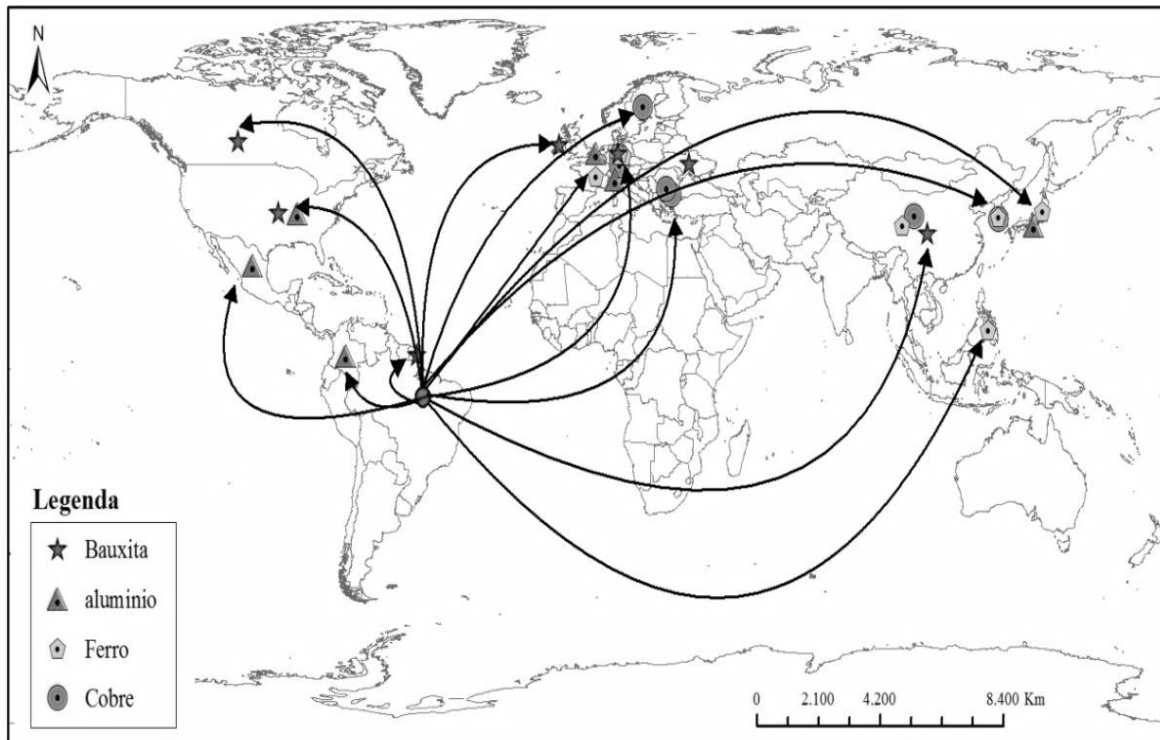 N
Legenda
Bauxita
aluminio
Ferro
Cobre
0 2.100 4.200 8.400 Km